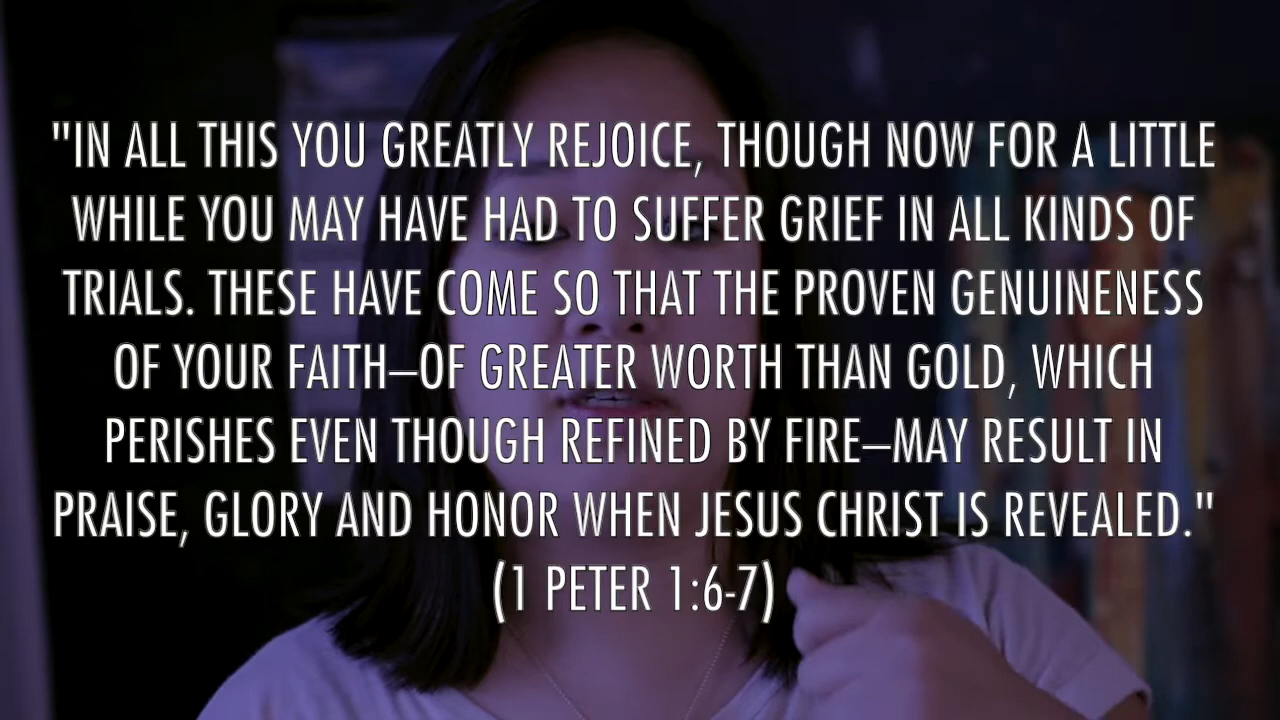 "IN ALL THIS YOU GREATLY REJOICE, THOUGH NOW FOR A LITTLE
WHILE YOU MAY HAVE HAD TO SUFFER GRIEF IN ALL KINDS OF
TRIALS. THESE HAVE COME SO THAT THE PROVEN GENUINENESS
OF YOUR FAITH—OF GREATER WORTH THAN GOLD, WHICH
PERISHES EVEN THOUGH REFINED BY FIRE—MAY RESULT IN
PRAISE, GLORY AND HONOR WHEN JESUS CHRIST IS REVEALED."
(1 PETER 1:6-7)